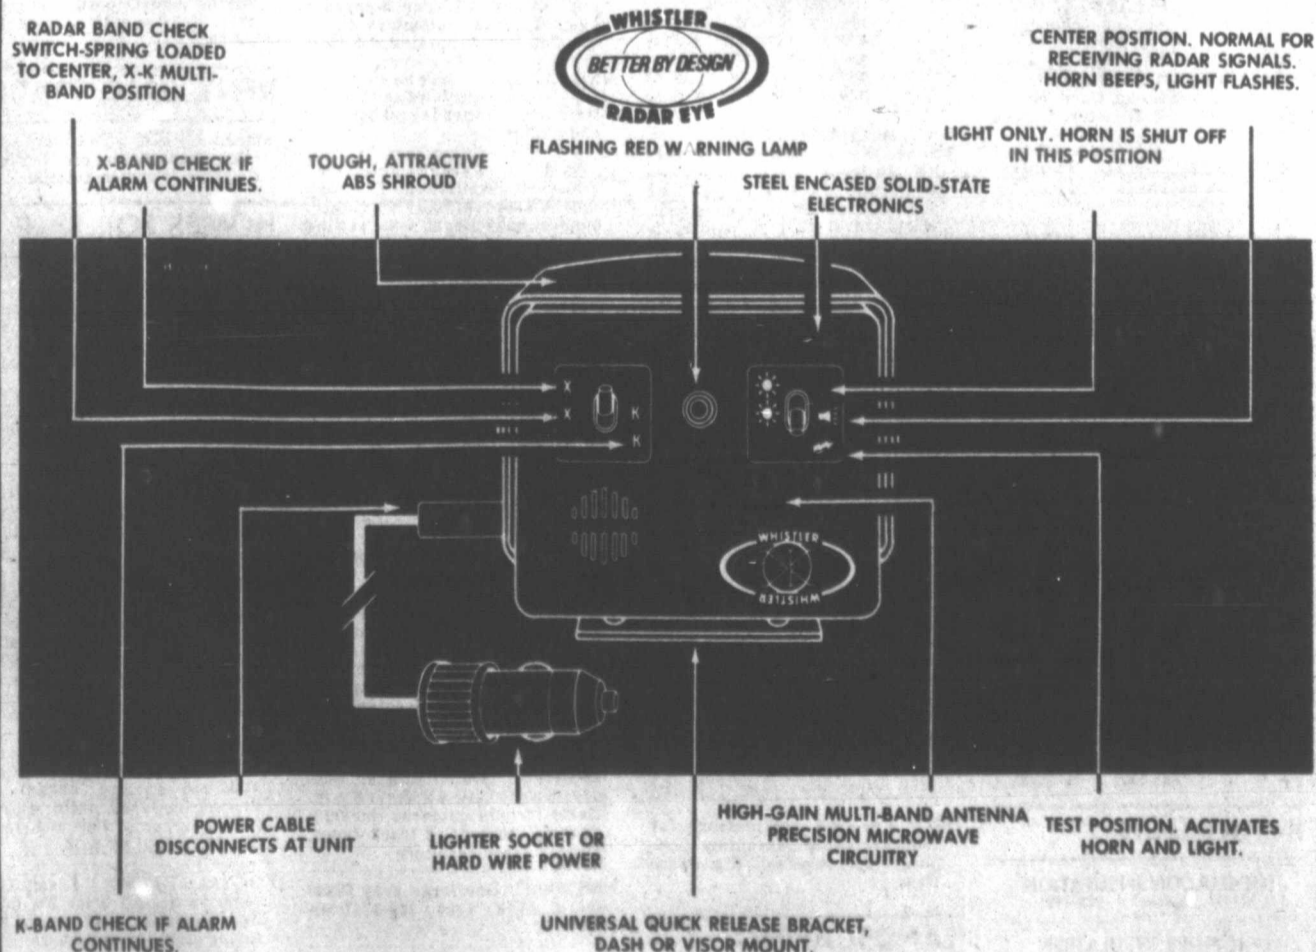 WHISTLER
BETTER BY DESIGN
RADAR EYE
RADAR BAND CHECK
SWITCH-SPRING LOADED
TO CENTER, X-K MULTI-
BAND POSITION
X-BAND CHECK IF
ALARM CONTINUES.
TOUGH, ATTRACTIVE
ABS SHROUD
FLASHING RED WARNING LAMP
STEEL ENCASED SOLID-STATE
ELECTRONICS
LIGHT ONLY. HORN IS SHUT OFF
IN THIS POSITION
CENTER POSITION. NORMAL FOR
RECEIVING RADAR SIGNALS.
HORN BEEPS, LIGHT FLASHES.
X
X
K
K
WHISTLER
WHISTLER
POWER CABLE
DISCONNECTS AT UNIT
LIGHTER SOCKET OR
HARD WIRE POWER
HIGH-GAIN MULTI-BAND ANTENNA
PRECISION MICROWAVE
CIRCUITRY
TEST POSITION. ACTIVATES
HORN AND LIGHT.
K-BAND CHECK IF ALARM
CONTINUES.
UNIVERSAL QUICK RELEASE BRACKET,
DASH OR VISOR MOUNT.